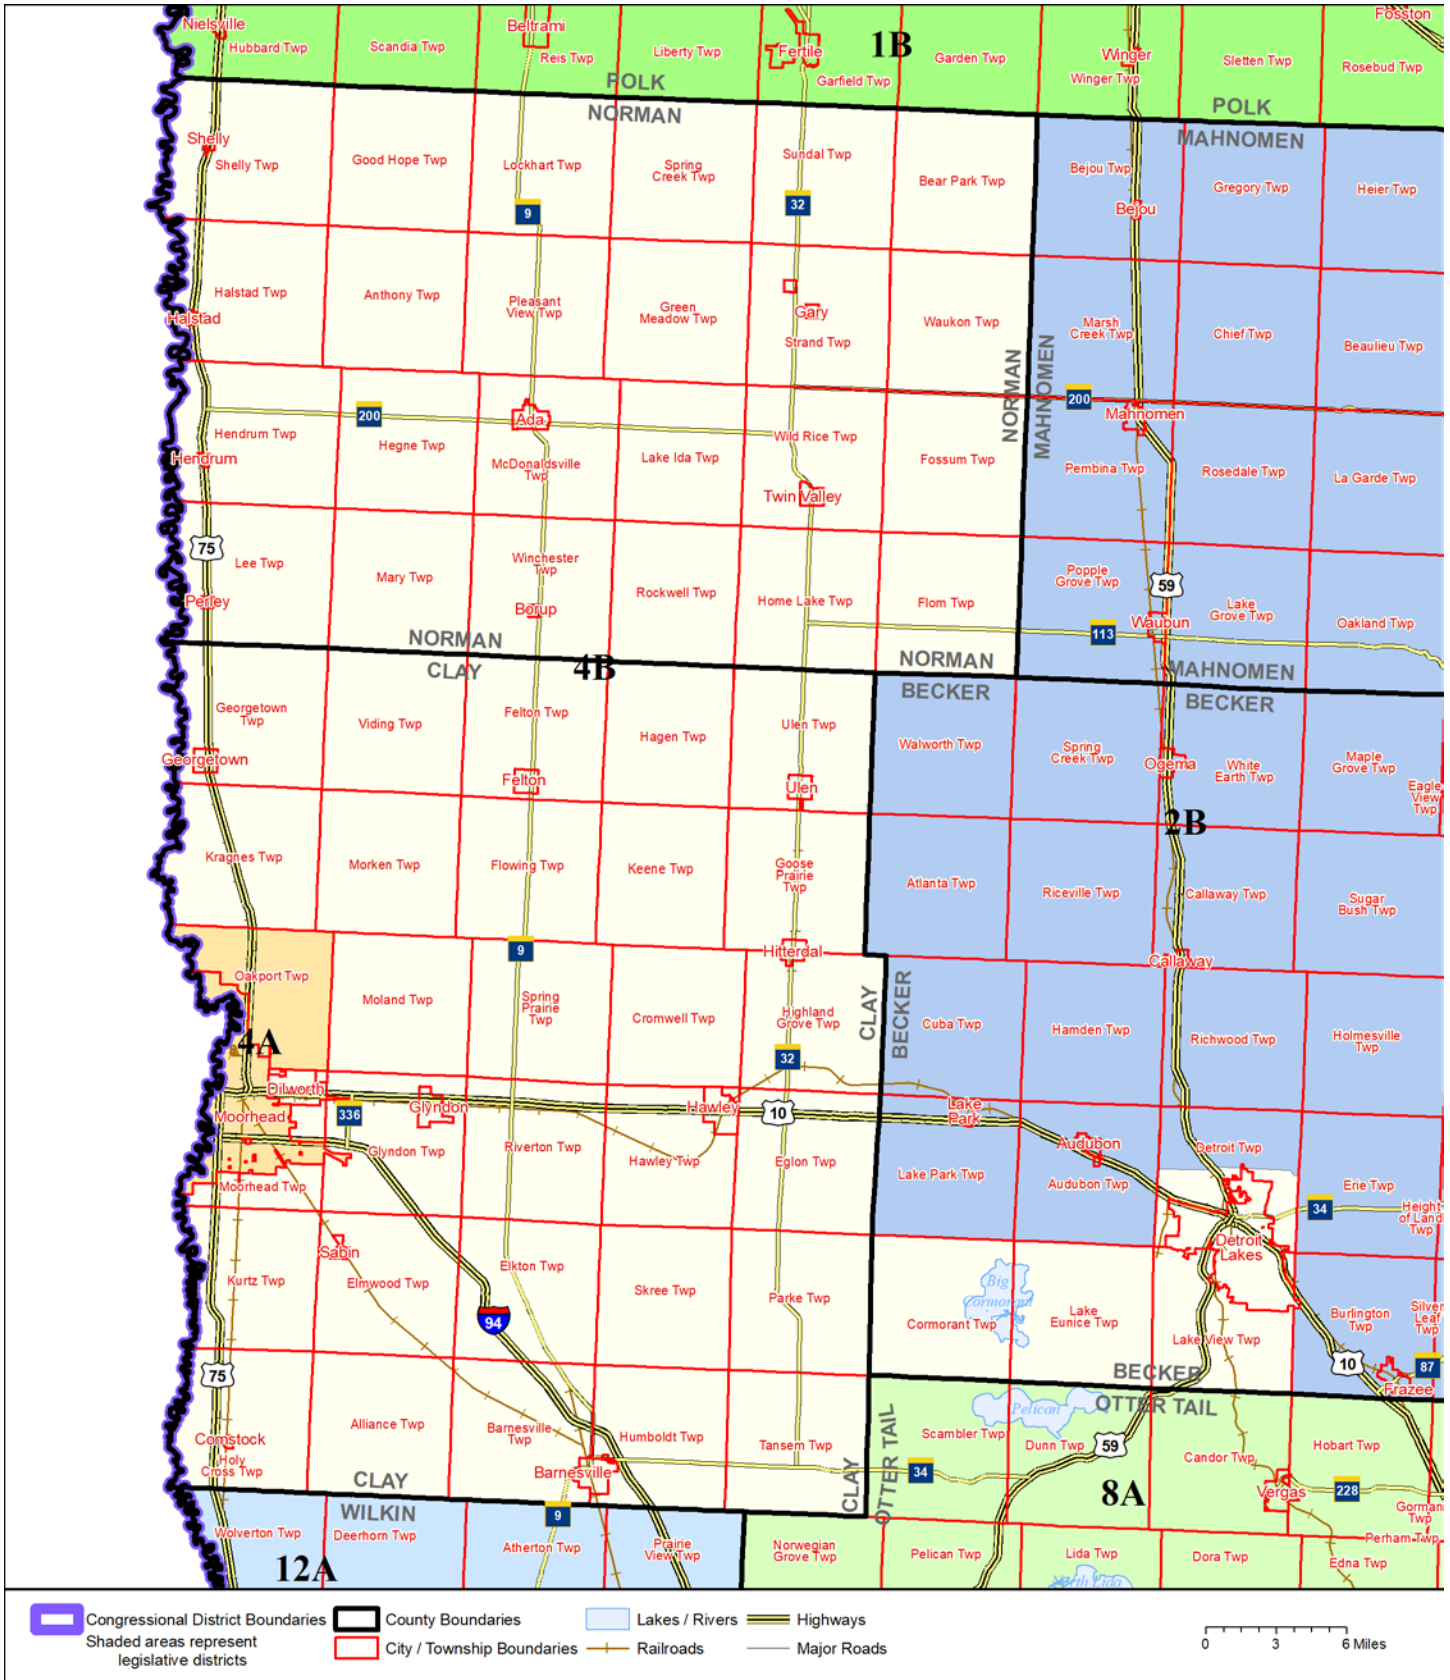 Nielsville
Hubbard Twp
Scandia Twp
Beltrami
Reis Twp
Liberty Twp
Fertile
Garfield Twp
1B
Garden Twp
Winger
Winger Twp
Sletten Twp
Fosston
Rosebud Twp
POLK
NORMAN
POLK
MAHNOMEN
Shelly
Shelly Twp
Good Hope Twp
Lockhart Twp
Spring
Creek Twp
Sundal Twp
Bear Park Twp
Bejou Twp
Bejou
Gregory Twp
Heier Twp
9
32
Halstad Twp
Halstad
Anthony Twp
Pleasant
View Twp
Green
Meadow Twp
Gary
Strand Twp
Waukon Twp
NORMAN
MAHNOMEN
Marsh
Creek Twp
Chief Twp
Beaulieu Twp
200
Ada
200
Mahnomen
Hendrum Twp
Hendrum
Hegne Twp
McDonaldsville
Twp
Lake Ida Twp
Wild Rice Twp
Twin Valley
Fossum Twp
Pembina Twp
Rosedale Twp
La Garde Twp
75
Lee Twp
Perley
Mary Twp
Winchester
Twp
Borup
Rockwell Twp
Home Lake Twp
Flom Twp
Popple
Grove Twp
59
Waubun
113
Lake
Grove Twp
Oakland Twp
NORMAN
CLAY
4B
NORMAN
BECKER
MAHNOMEN
BECKER
Georgetown
Twp
Georgetown
Viding Twp
Felton Twp
Felton
Hagen Twp
Ulen Twp
Ulen
Walworth Twp
Spring
Creek Twp
Ogema
White
Earth Twp
Maple
Grove Twp
Eagle
View
Twp
2B
Kragnes Twp
Morken Twp
Flowing Twp
Keene Twp
Goose
Prairie
Twp
Atlanta Twp
Riceville Twp
Callaway Twp
Sugar
Bush Twp
9
Hitterdal
Callaway
Oakport Twp
4A
Moland Twp
Spring
Prairie
Twp
Cromwell Twp
Highland
Grove Twp
32
CLAY
BECKER
Cuba Twp
Hamden Twp
Richwood Twp
Holmesville
Twp
Dilworth
Moorhead
336
Glyndon
Hawley
10
Lake
Park
Audubon
Glyndon Twp
Riverton Twp
Hawley Twp
Eglon Twp
Lake Park Twp
Audubon Twp
Detroit Twp
Erie Twp
Moorhead Twp
34
Height
of Land
Twp
Sabin
Kurtz Twp
Elmwood Twp
Elkton Twp
Skree Twp
Parke Twp
94
Big
Cormorant
Cormorant Twp
Lake
Eunice Twp
Detroit
Lakes
Lake View Twp
Burlington
Twp
Silver
Leaf
Twp
75
BECKER
OTTER TAIL
10
87
Frazee
Comstock
Holy
Cross Twp
Alliance Twp
Barnesville
Twp
Barnesville
Humboldt Twp
Tansem Twp
CLAY
OTTER TAIL
Pelican
Scambler Twp
Dunn Twp
59
34
8A
Candor Twp
Vergas
Hobart Twp
228
Gorman
Twp
CLAY
WILKIN
9
Wolverton Twp
Deerhorn Twp
12A
Atherton Twp
Prairie
View Twp
Norwegian
Grove Twp
Pelican Twp
Lida Twp
North Lida
Dora Twp
Perham Twp
Edna Twp
Congressional District Boundaries
Shaded areas represent
legislative districts
County Boundaries
City / Township Boundaries
Lakes / Rivers
Railroads
Highways
Major Roads
0 3 6 Miles